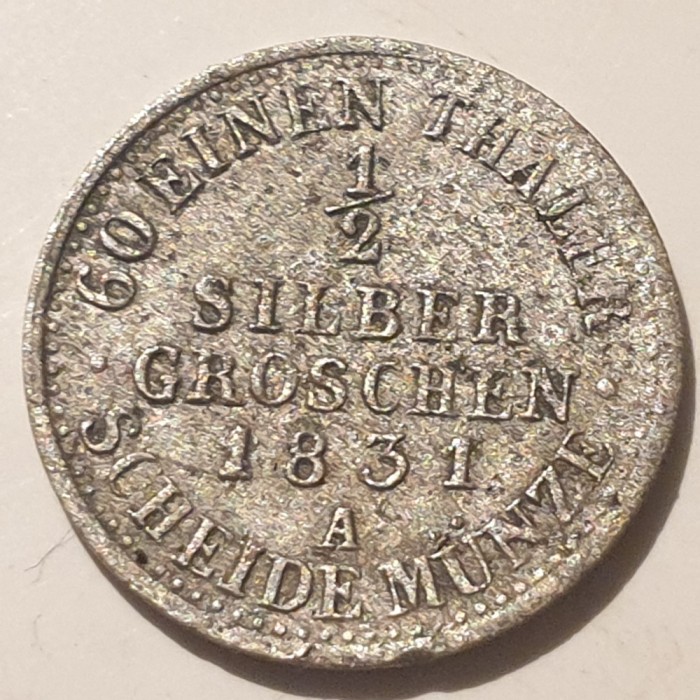 60 EINEN THALER
1/2
SILBER
GROSCHEN
1831
A
SCHEIDE MÜNZE